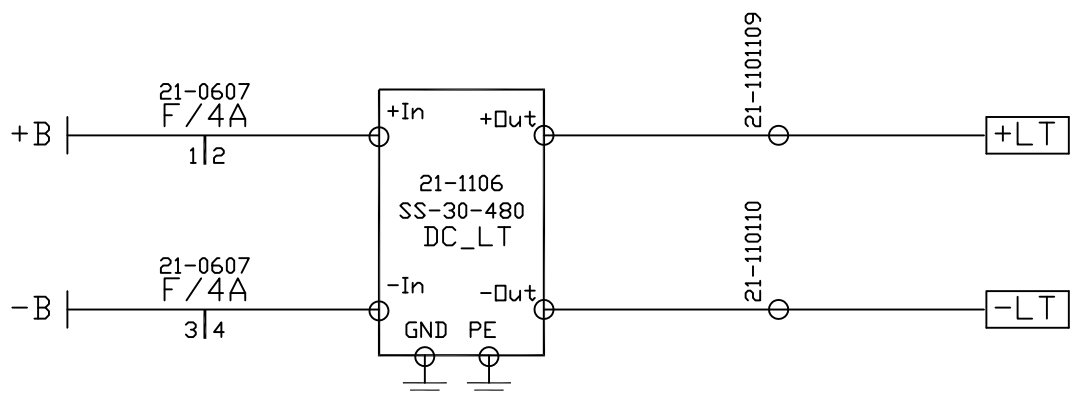 21-0607
F/4A
+B
1 2
+In
+Out
21-1101109
+LT
21-1106
SS-30-480
DC_LT
21-0607
F/4A
-B
3 4
-In
-Out
21-110110
-LT
GND PE